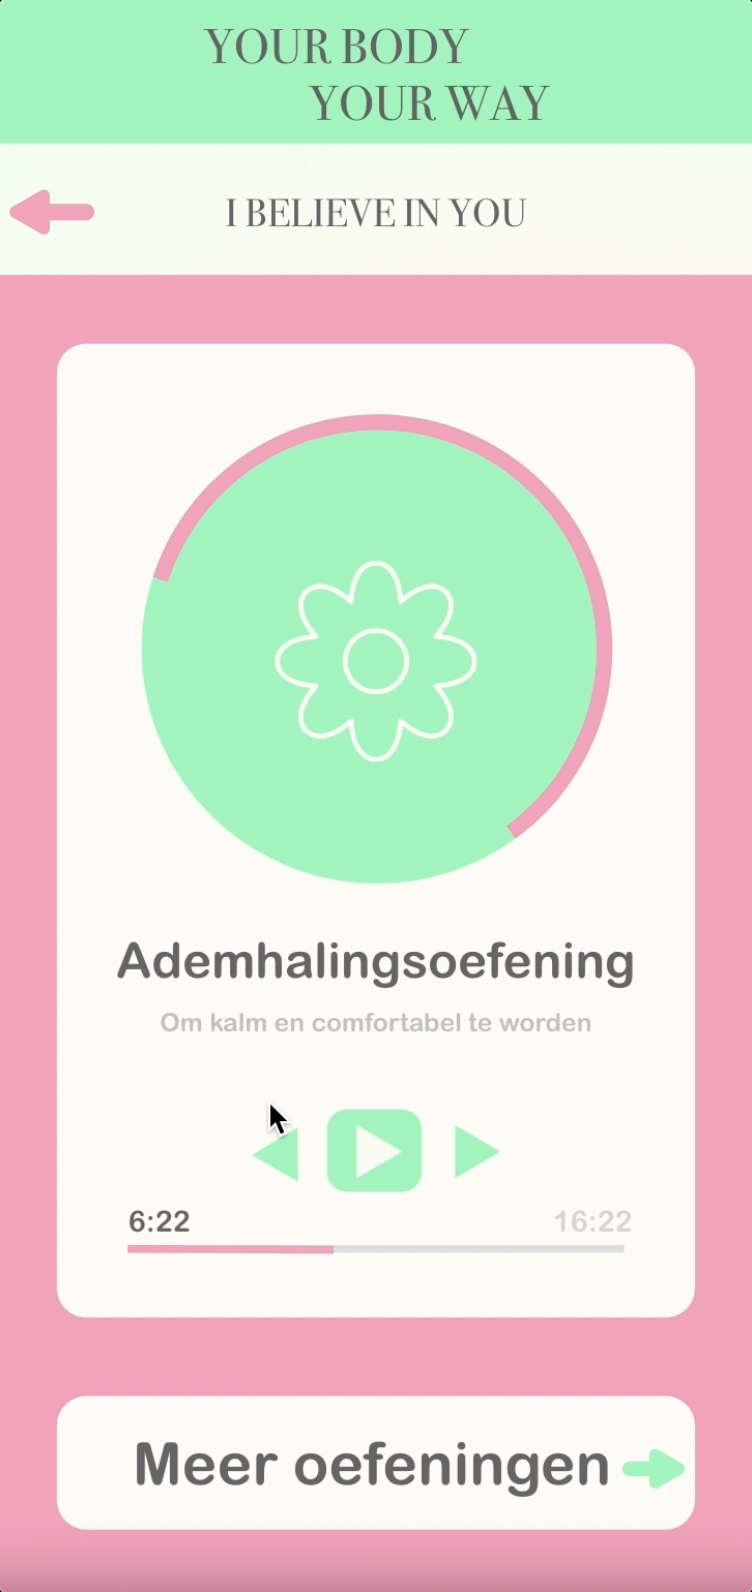 YOUR BODY
YOUR WAY
I BELIEVE IN YOU
Ademhalingsoefening
Om kalm en comfortabel te worden
6:22
16:22
Meer oefeningen